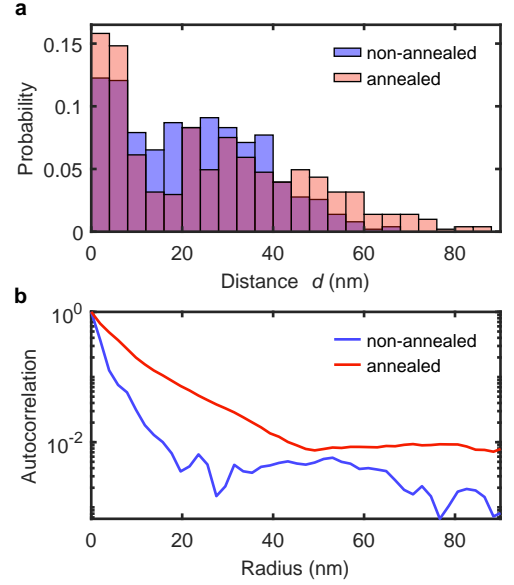 a
0.15
0.1
0.05
0
Probability
non-annealed
annealed
0
20
40
60
80
Distance d (nm)
b
10^0
10^-2
Autocorrelation
non-annealed
annealed
0
20
40
60
80
Radius (nm)